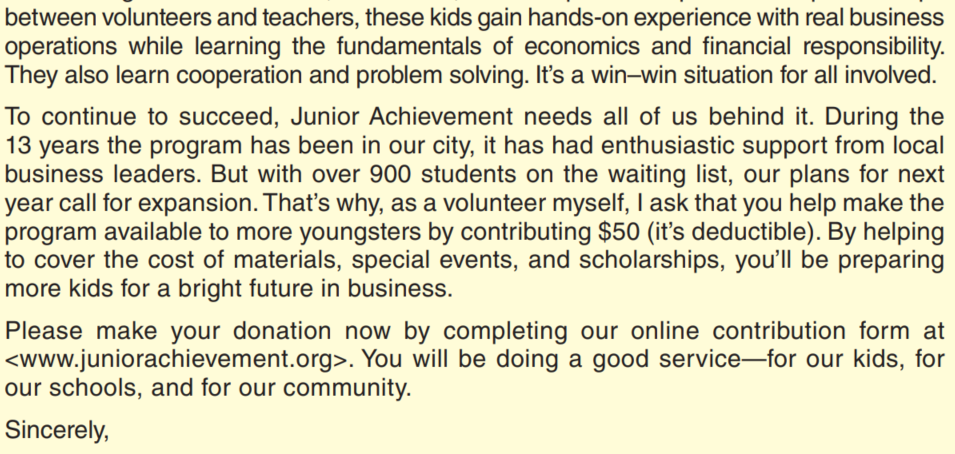 between volunteers and teachers, these kids gain hands-on experience with real business
operations while learning the fundamentals of economics and financial responsibility.
They also learn cooperation and problem solving. It's a win–win situation for all involved.
To continue to succeed, Junior Achievement needs all of us behind it. During the
13 years the program has been in our city, it has had enthusiastic support from local
business leaders. But with over 900 students on the waiting list, our plans for next
year call for expansion. That's why, as a volunteer myself, I ask that you help make the
program available to more youngsters by contributing $50 (it's deductible). By helping
to cover the cost of materials, special events, and scholarships, you'll be preparing
more kids for a bright future in business.
Please make your donation now by completing our online contribution form at
<www.juniorachievement.org>. You will be doing a good service—for our kids, for
our schools, and for our community.
Sincerely,